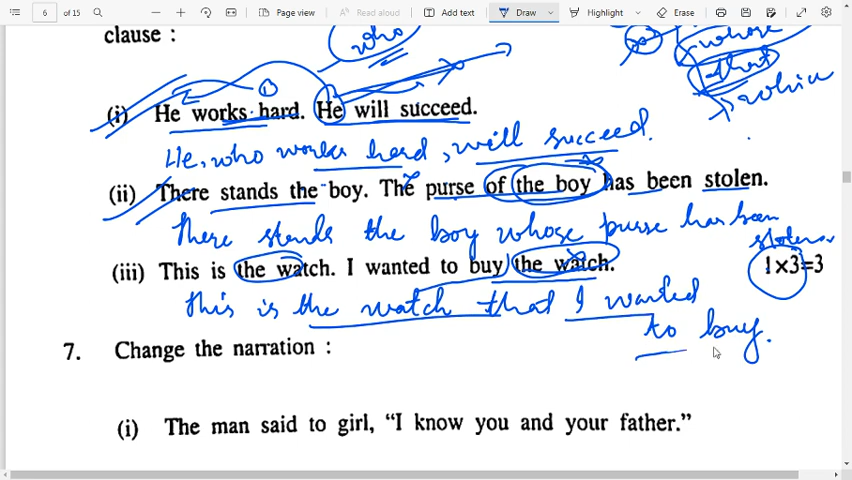 6 of 15
Page view
Read aloud
Add text
Draw
Highlight
Erase
Share
clause :
who
whose
that
(i) He works hard. He will succeed.
He, who works hard, will succeed.
(ii) There stands the boy. The purse of the boy has been stolen.
There stands the boy whose purse has been
stolen
(iii) This is the watch. I wanted to buy the watch. 1×3=3
This is the watch that I wanted
to buy.
7. Change the narration :
(i) The man said to girl, “I know you and your father.”